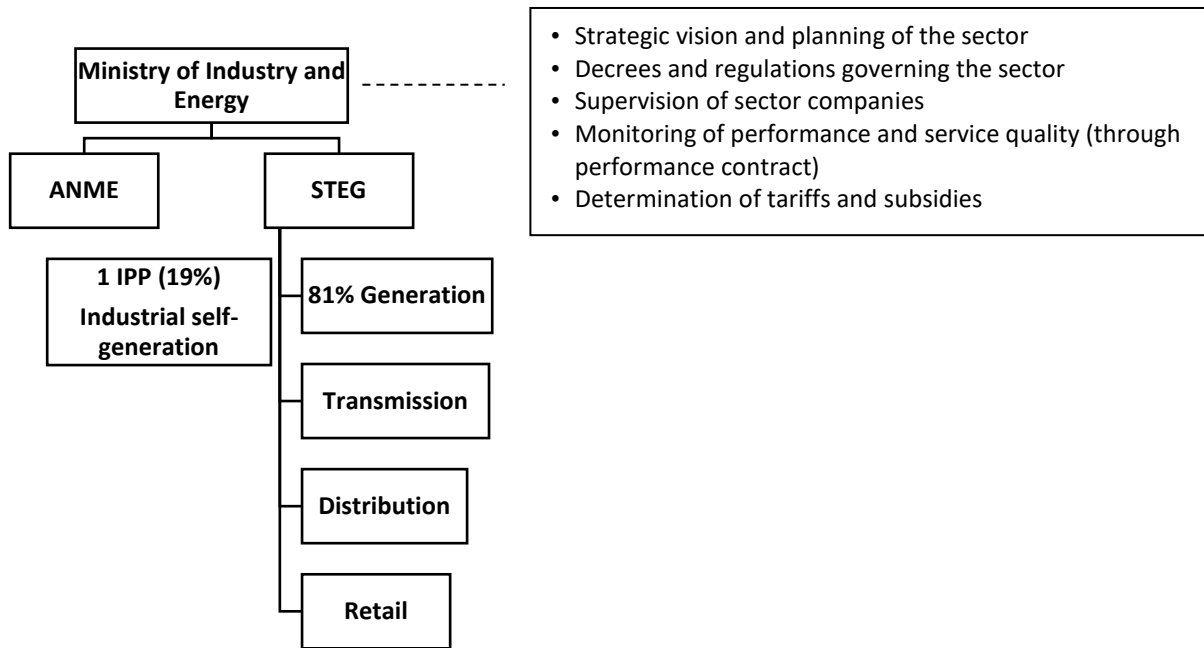 Ministry of Industry and
Energy
• Strategic vision and planning of the sector
• Decrees and regulations governing the sector
• Supervision of sector companies
• Monitoring of performance and service quality (through
performance contract)
• Determination of tariffs and subsidies
ANME
STEG
1 IPP (19%)
Industrial self-
generation
81% Generation
Transmission
Distribution
Retail